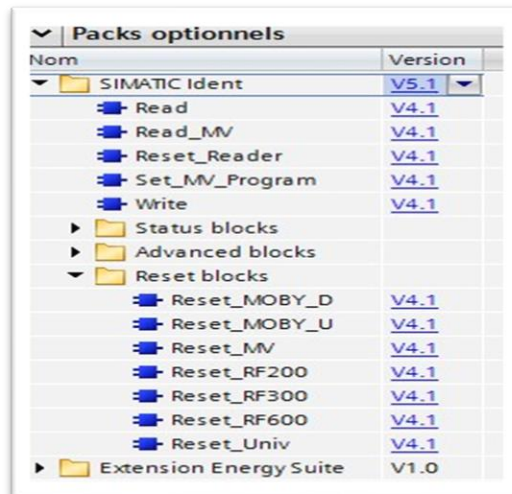 Packs optionnels
Nom Version
SIMATIC Ident V5.1
Read V4.1
Read_MV V4.1
Reset_Reader V4.1
Set_MV_Program V4.1
Write V4.1
Status blocks
Advanced blocks
Reset blocks
Reset_MOBY_D V4.1
Reset_MOBY_U V4.1
Reset_MV V4.1
Reset_RF200 V4.1
Reset_RF300 V4.1
Reset_RF600 V4.1
Reset_Univ V4.1
Extension Energy Suite V1.0